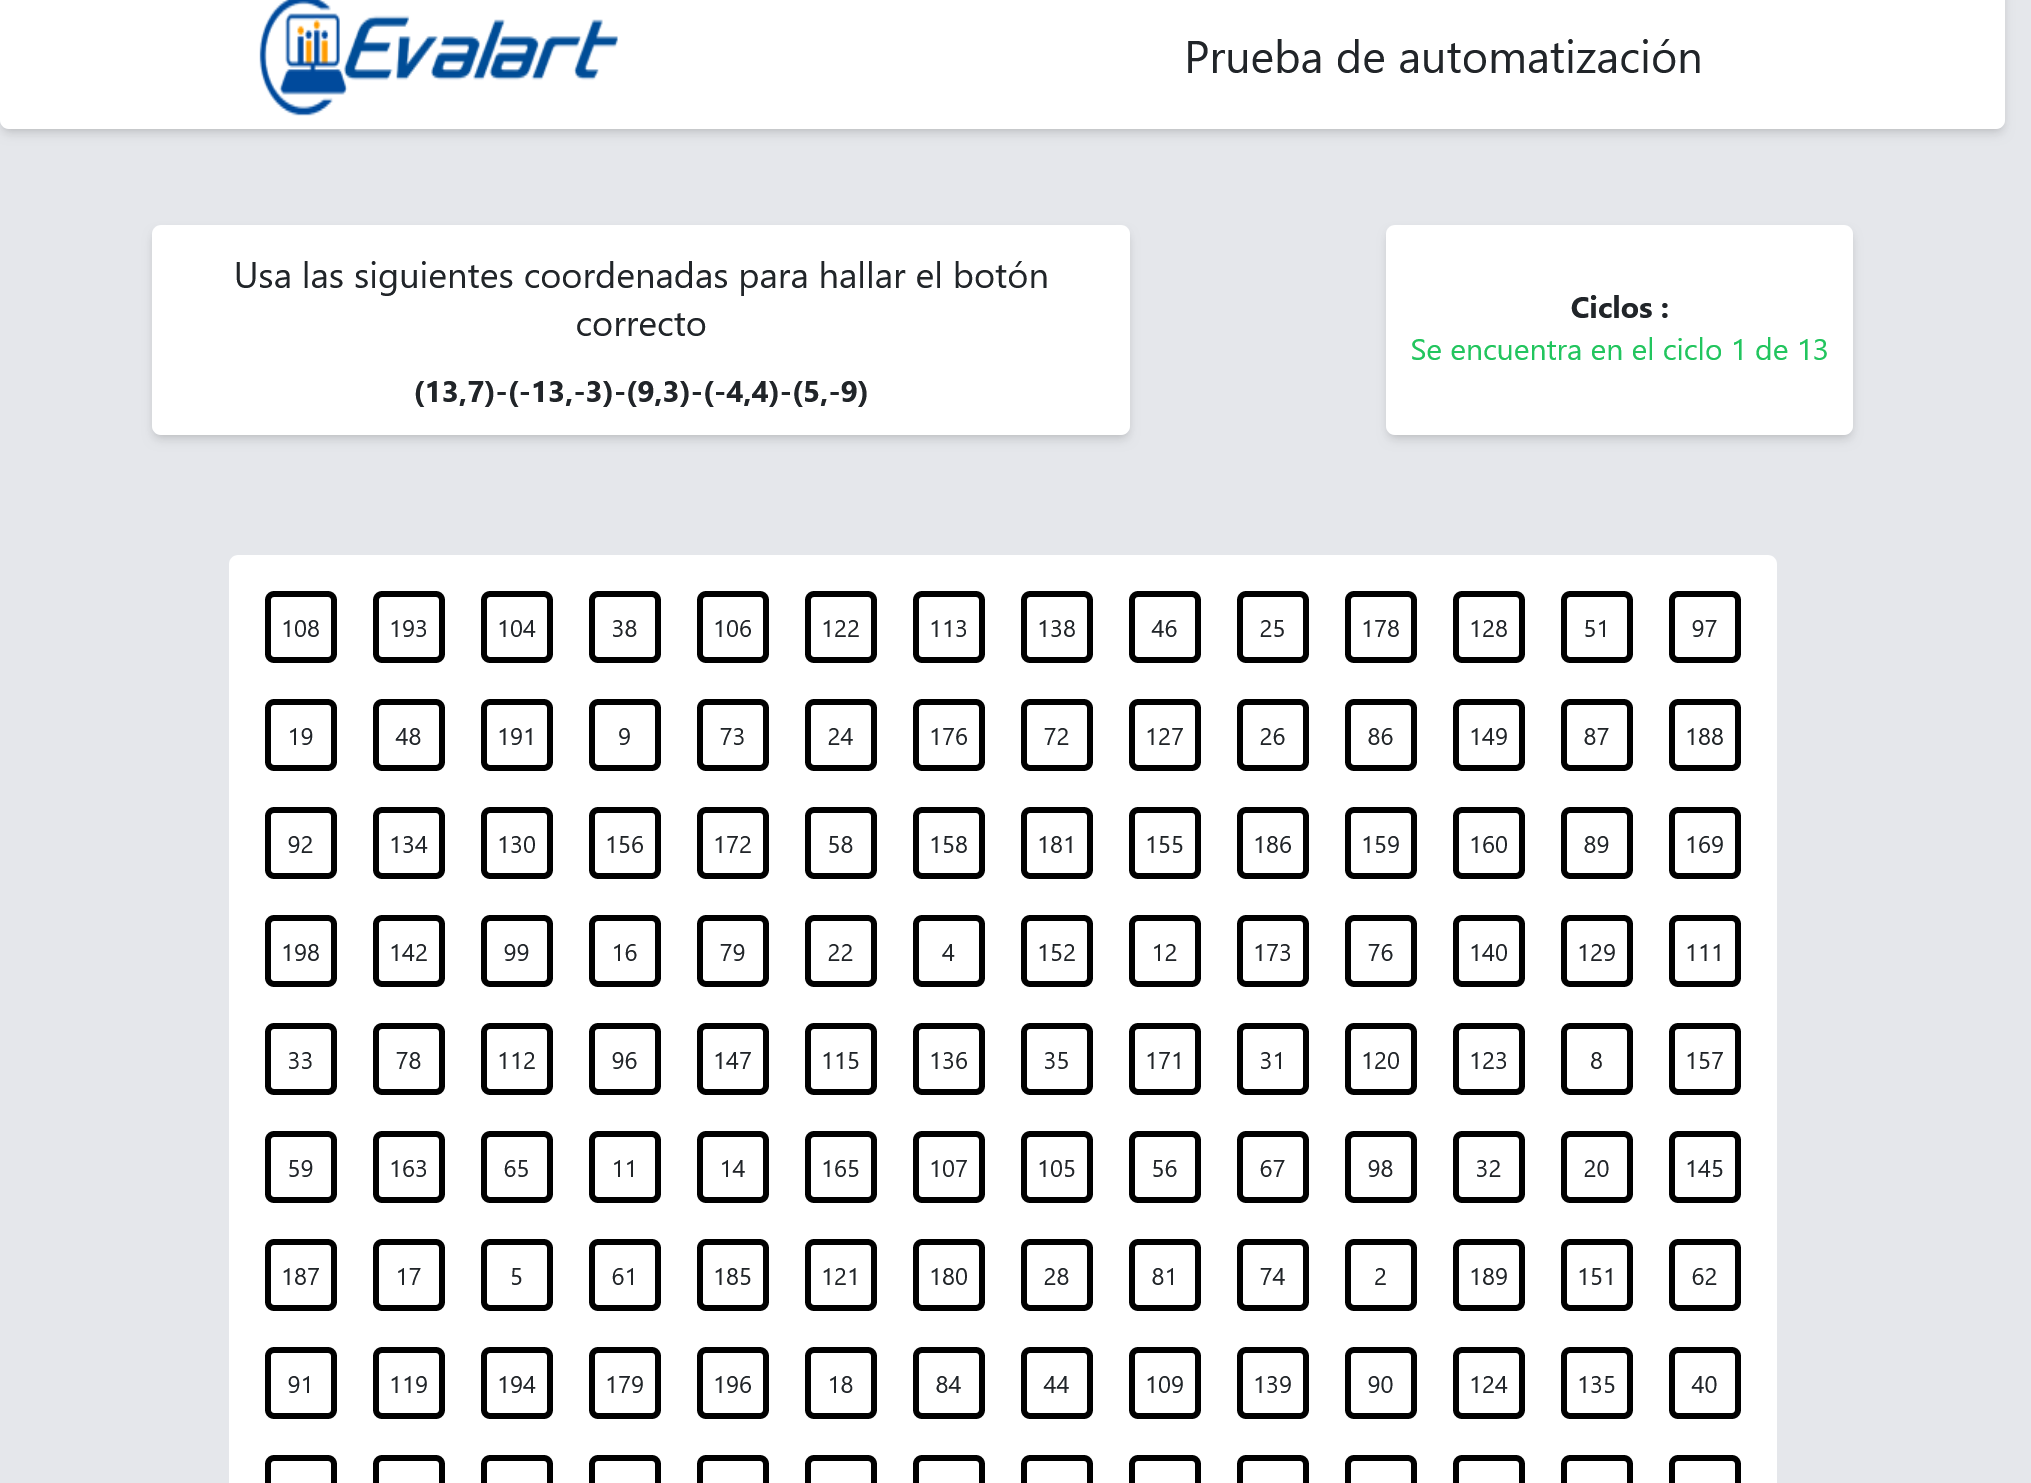 Evalart
Prueba de automatización
Usa las siguientes coordenadas para hallar el botón
correcto
(13,7)-(-13,-3)-(9,3)-(-4,4)-(5,-9)
Ciclos :
Se encuentra en el ciclo 1 de 13
108 193 104 38 106 122 113 138 46 25 178 128 51 97
19 48 191 9 73 24 176 72 127 26 86 149 87 188
92 134 130 156 172 58 158 181 155 186 159 160 89 169
198 142 99 16 79 22 4 152 12 173 76 140 129 111
33 78 112 96 147 115 136 35 171 31 120 123 8 157
59 163 65 11 14 165 107 105 56 67 98 32 20 145
187 17 5 61 185 121 180 28 81 74 2 189 151 62
91 119 194 179 196 18 84 44 109 139 90 124 135 40